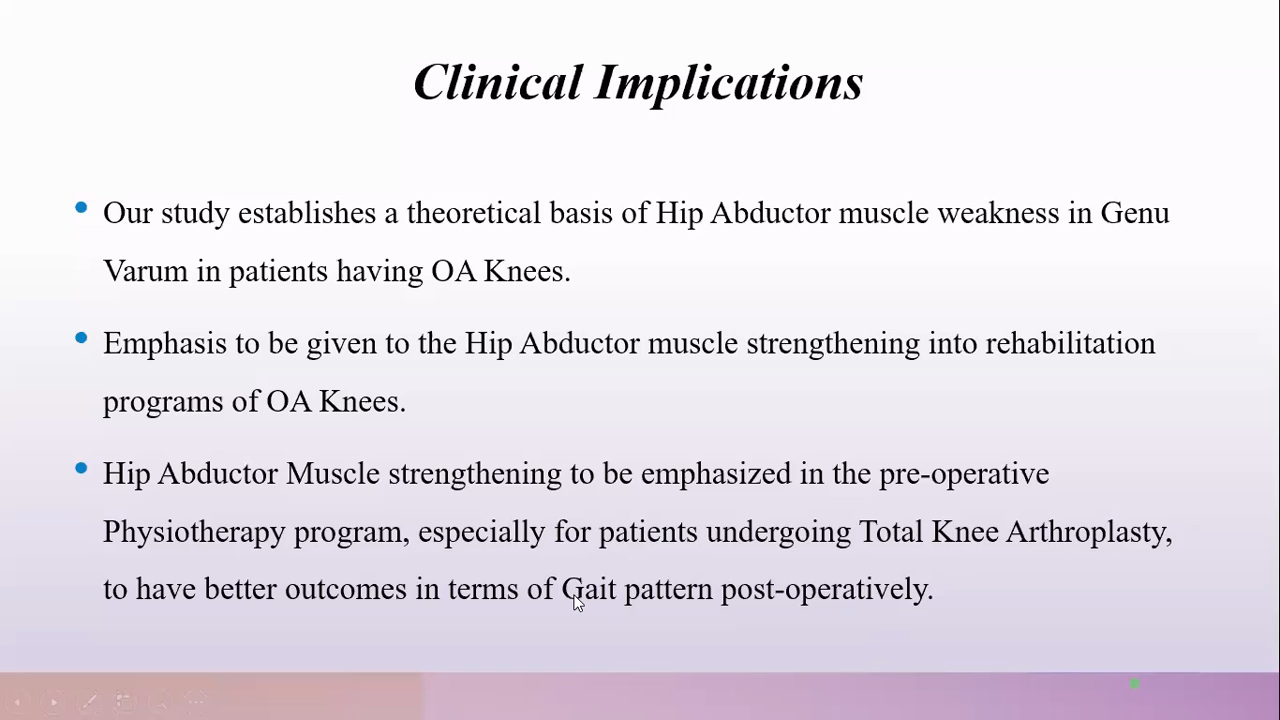 Clinical Implications
• Our study establishes a theoretical basis of Hip Abductor muscle weakness in Genu
Varum in patients having OA Knees.
• Emphasis to be given to the Hip Abductor muscle strengthening into rehabilitation
programs of OA Knees.
• Hip Abductor Muscle strengthening to be emphasized in the pre-operative
Physiotherapy program, especially for patients undergoing Total Knee Arthroplasty,
to have better outcomes in terms of Gait pattern post-operatively.